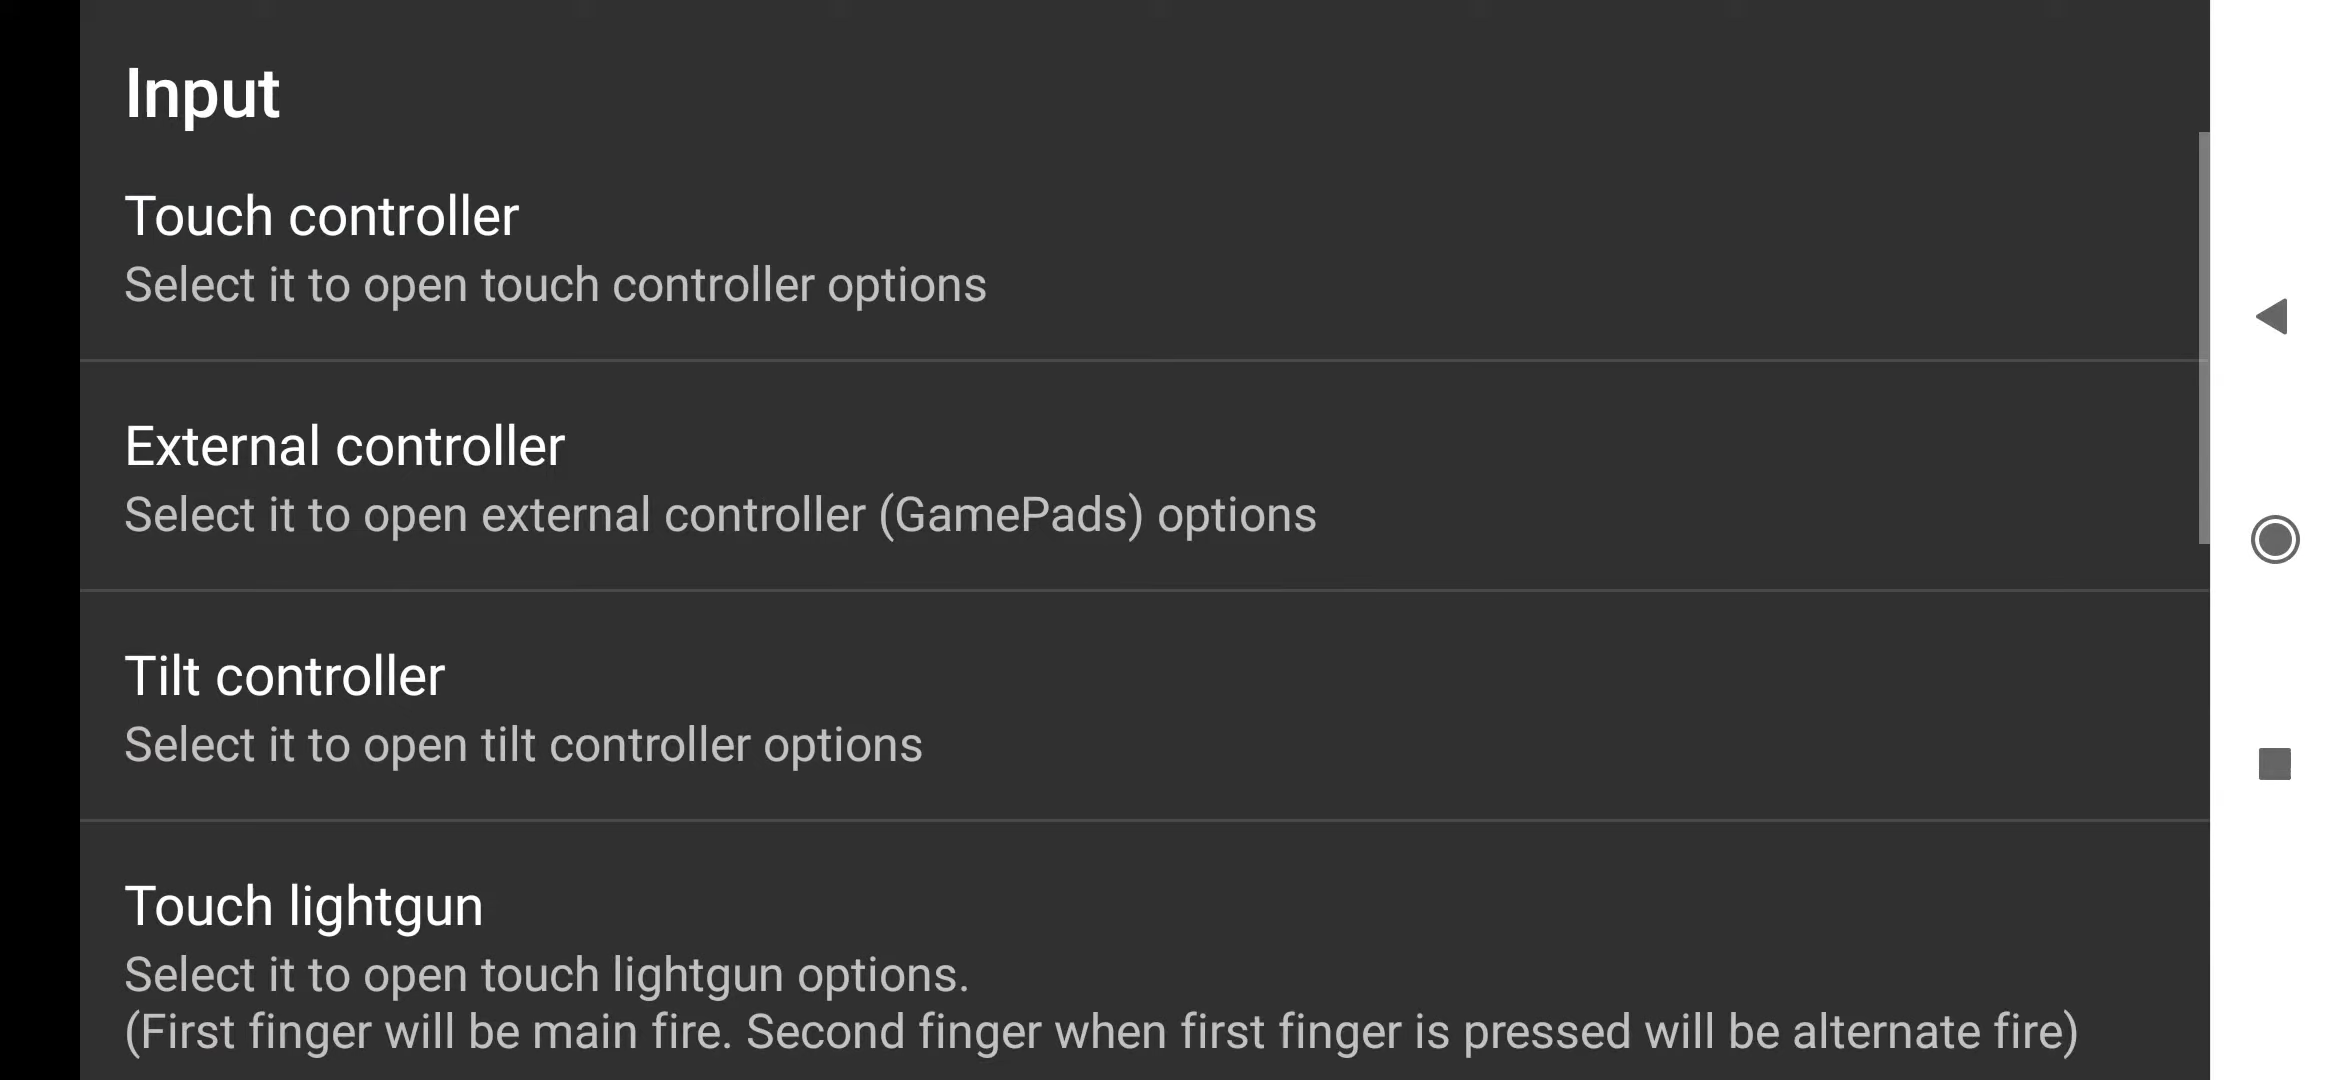 Input
Touch controller
Select it to open touch controller options
External controller
Select it to open external controller (GamePads) options
Tilt controller
Select it to open tilt controller options
Touch lightgun
Select it to open touch lightgun options.
(First finger will be main fire. Second finger when first finger is pressed will be alternate fire)